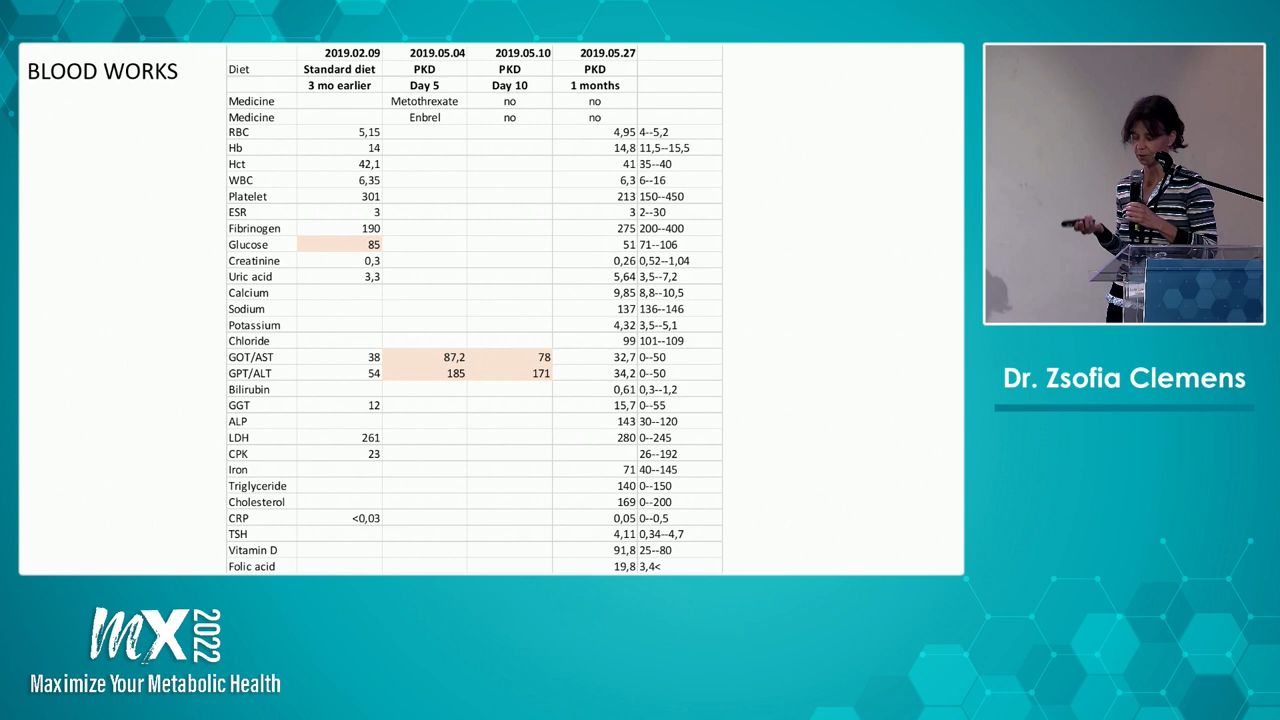 BLOOD WORKS
2019.02.09 2019.05.04 2019.05.10 2019.05.27
Diet Standard diet PKD PKD PKD
3 mo earlier Day 5 Day 10 1 months
Medicine Metothrexate no no
Medicine Enbrel no no
RBC 5,15 4,95 4--5,2
Hb 14 14,8 11,5--15,5
Hct 42,1 41 35--40
WBC 6,35 6,3 6--16
Platelet 301 213 150--450
ESR 3 3 2--30
Fibrinogen 190 275 200--400
Glucose 85 51 71--106
Creatinine 0,3 0,26 0,52--1,04
Uric acid 3,3 5,64 3,5--7,2
Calcium 9,85 8,8--10,5
Sodium 137 136--146
Potassium 4,32 3,5--5,1
Chloride 99 101--109
GOT/AST 38 87,2 78 32,7 0--50
GPT/ALT 54 185 171 34,2 0--50
Bilirubin 0,61 0,3--1,2
GGT 12 15,7 0--55
ALP 143 30--120
LDH 261 280 0--245
CPK 23 26--192
Iron 71 40--145
Triglyceride 140 0--150
Cholesterol 169 0--200
CRP <0,03 0,05 0--0,5
TSH 4,11 0,34--4,7
Vitamin D 91,8 25--80
Folic acid 19,8 3,4<
Dr. Zsofia Clemens
MX 2022
Maximize Your Metabolic Health